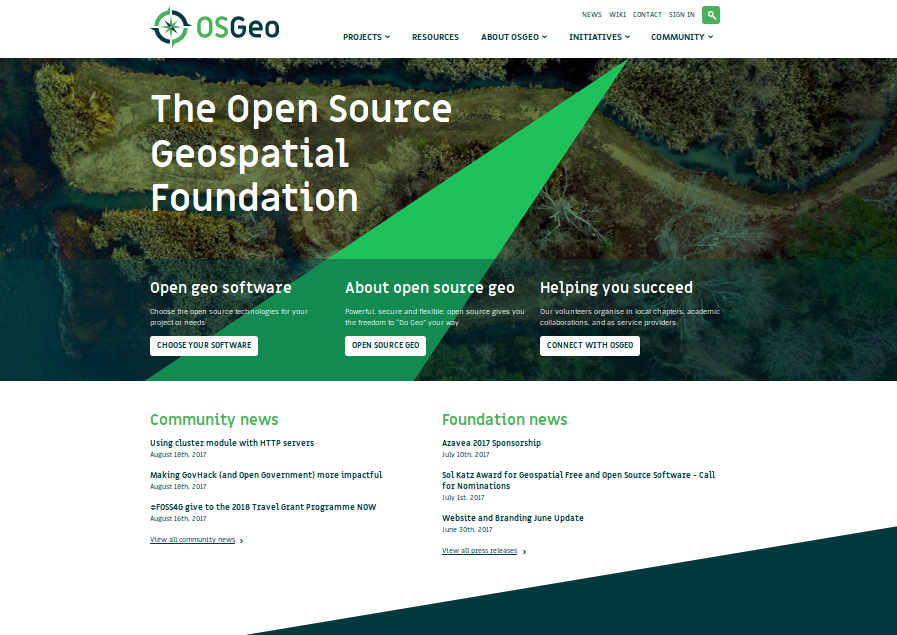 OSGeo
NEWS WIKI CONTACT SIGN IN
PROJECTS RESOURCES ABOUT OSGEO INITIATIVES COMMUNITY
The Open Source
Geospatial
Foundation
Open geo software
Choose the open source technologies for your
project or needs
CHOOSE YOUR SOFTWARE
About open source geo
Powerful, secure and flexible; open source gives you
the freedom to "Do Geo" your way
OPEN SOURCE GEO
Helping you succeed
Our volunteers organise in local chapters, academic
collaborations, and as service providers
CONNECT WITH OSGEO
Community news
Using cluster module with HTTP servers
August 18th, 2017
Making GovHack (and Open Government) more impactful
August 18th, 2017
#FOSS4G give to the 2018 Travel Grant Programme NOW
August 16th, 2017
View all community news
Foundation news
Azavea 2017 Sponsorship
July 10th, 2017
Sol Katz Award for Geospatial Free and Open Source Software - Call
for Nominations
July 1st, 2017
Website and Branding June Update
June 30th, 2017
View all press releases